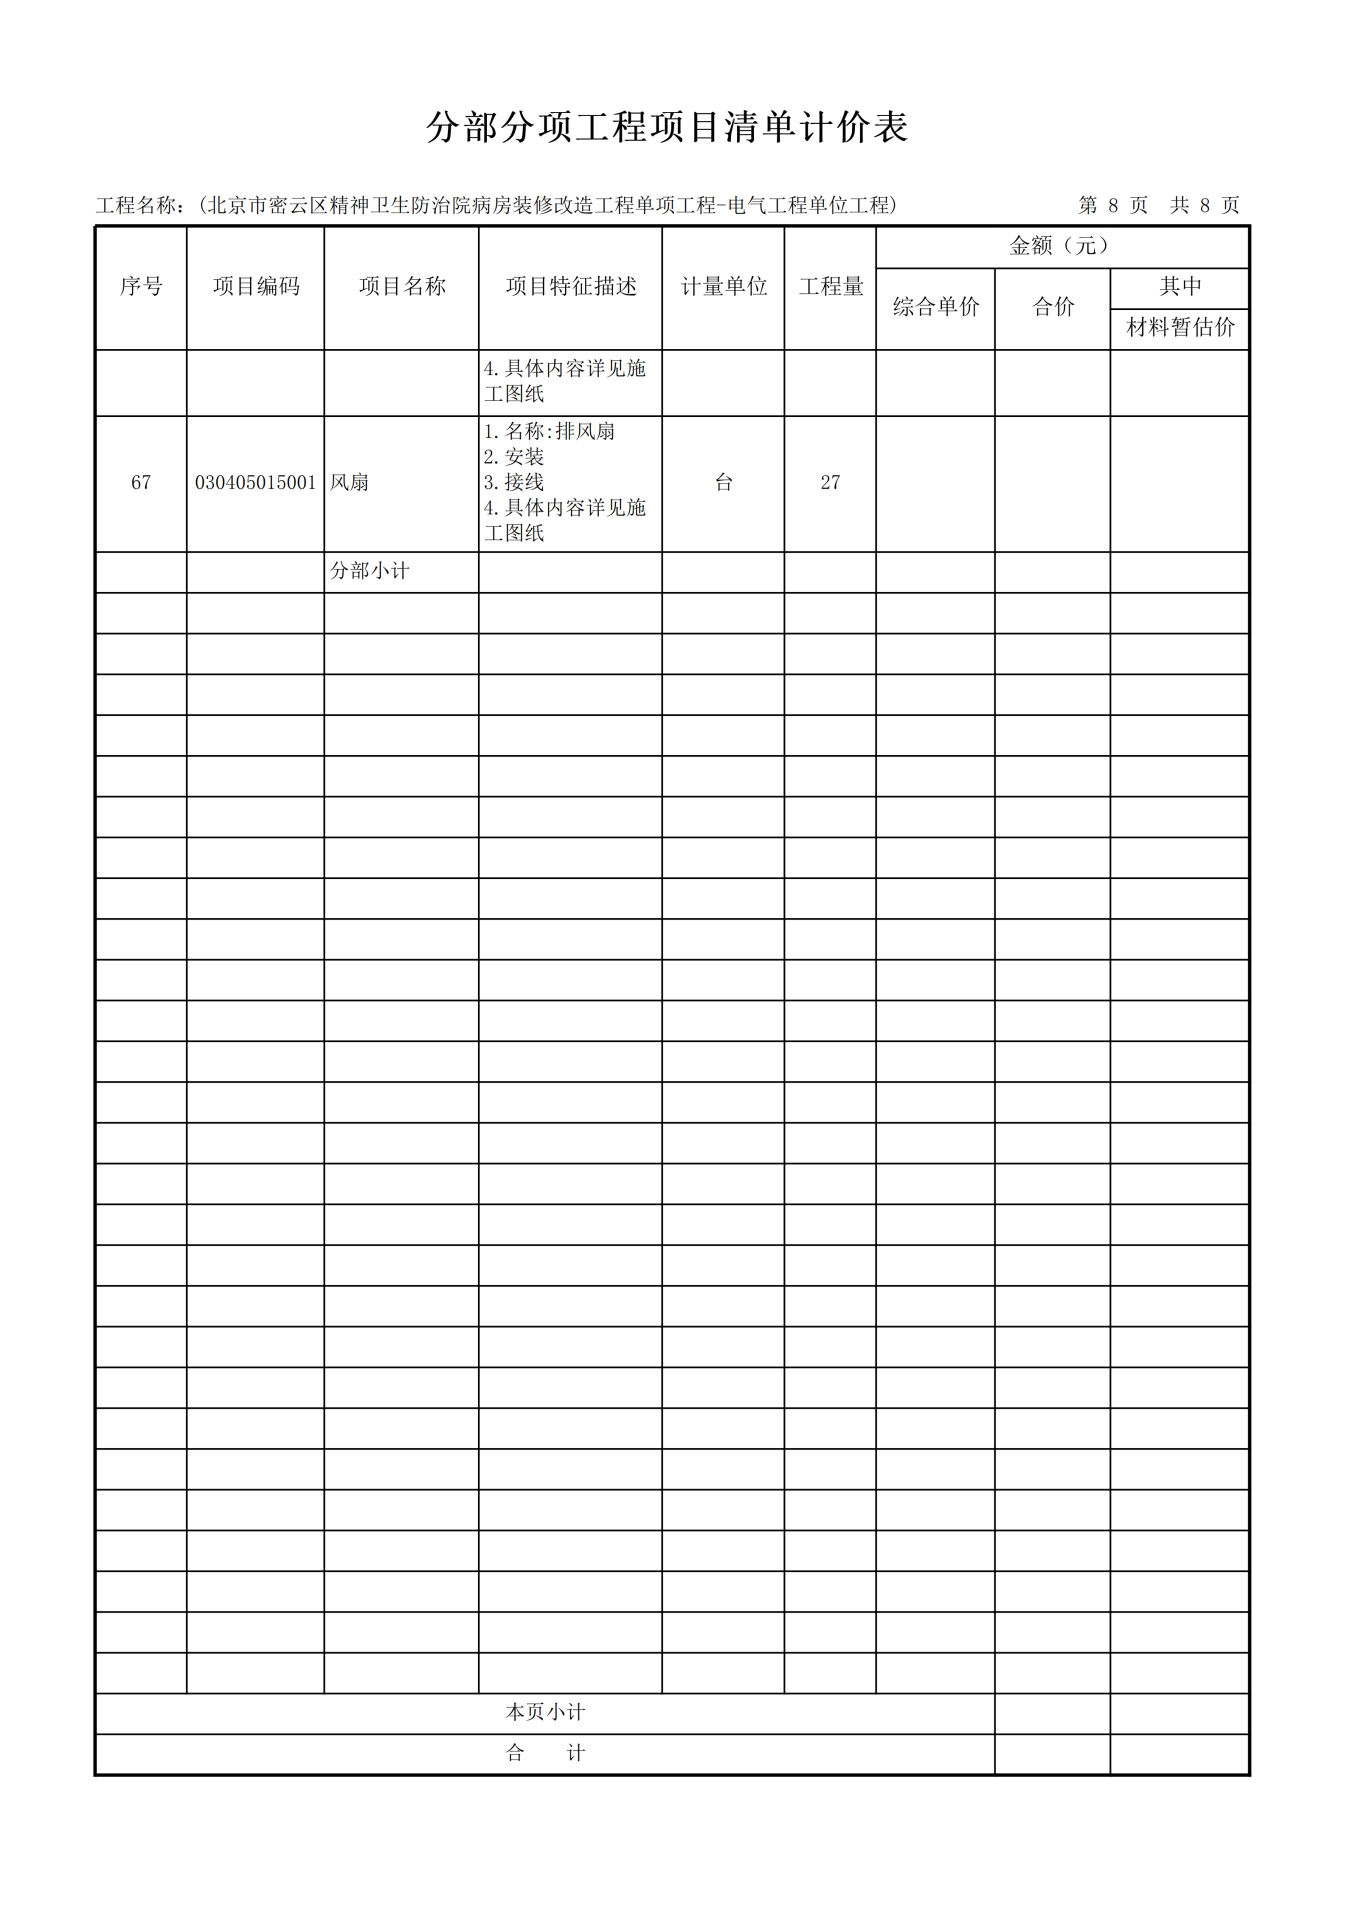 分部分项工程项目清单计价表
工程名称：(北京市密云区精神卫生防治院病房装修改造工程单项工程-电气工程单位工程) 第 8 页 共 8 页
序号 项目编码 项目名称 项目特征描述 计量单位 工程量 金额（元）
综合单价 合价 其中
材料暂估价
4.具体内容详见施
工图纸
67 030405015001 风扇 1.名称:排风扇
2.安装
3.接线
4.具体内容详见施
工图纸
台 27
分部小计
本页小计
合 计